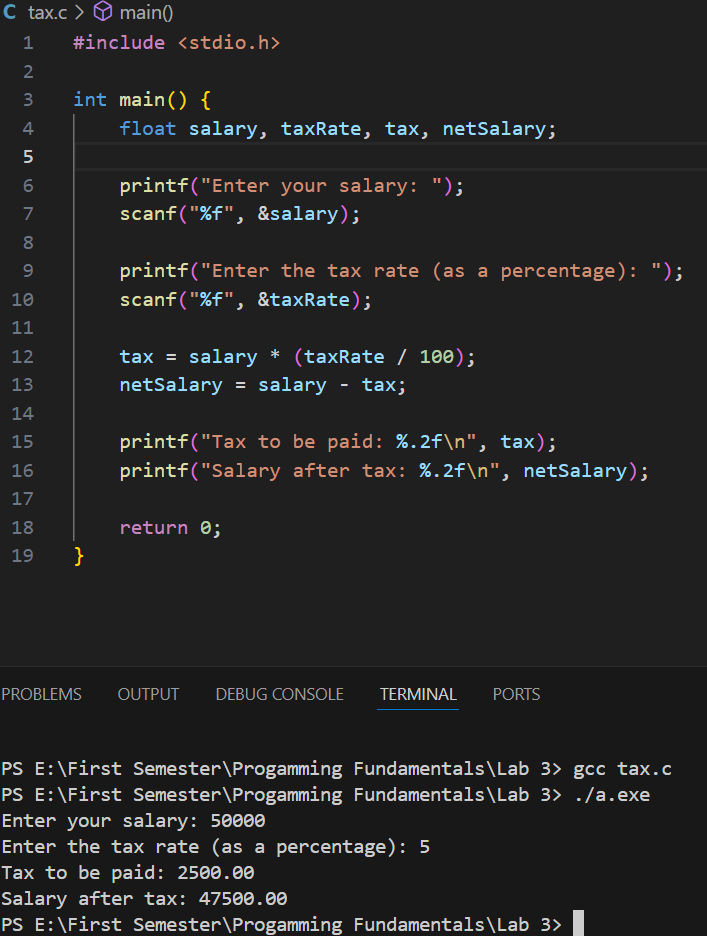 C tax.c > main()
1 #include <stdio.h>
2
3 int main() {
4 float salary, taxRate, tax, netSalary;
5
6 printf("Enter your salary: ");
7 scanf("%f", &salary);
8
9 printf("Enter the tax rate (as a percentage): ");
10 scanf("%f", &taxRate);
11
12 tax = salary * (taxRate / 100);
13 netSalary = salary - tax;
14
15 printf("Tax to be paid: %.2f\n", tax);
16 printf("Salary after tax: %.2f\n", netSalary);
17
18 return 0;
19 }
PROBLEMS OUTPUT DEBUG CONSOLE TERMINAL PORTS
PS E:\First Semester\Progamming Fundamentals\Lab 3> gcc tax.c
PS E:\First Semester\Progamming Fundamentals\Lab 3> ./a.exe
Enter your salary: 50000
Enter the tax rate (as a percentage): 5
Tax to be paid: 2500.00
Salary after tax: 47500.00
PS E:\First Semester\Progamming Fundamentals\Lab 3>